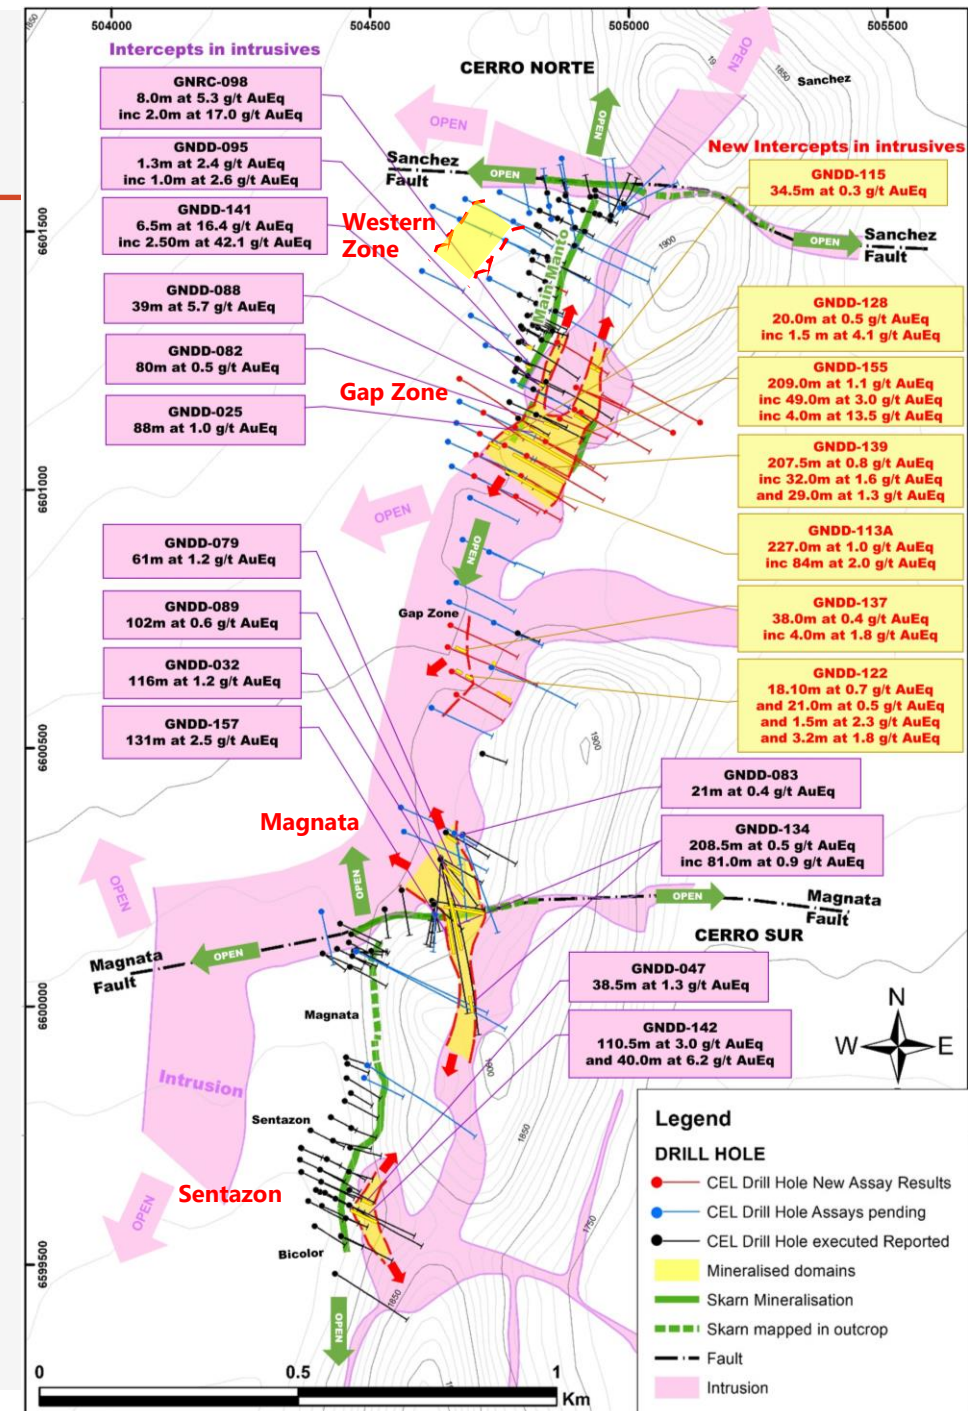 504000
504500
505000
505500
1850
Intercepts in intrusives
CERRO NORTE
OPEN
1850
Sanchez
GNRC-098
8.0m at 5.3 g/t AuEq
inc 2.0m at 17.0 g/t AuEq
OPEN
OPEN
GNDD-095
1.3m at 2.4 g/t AuEq
inc 1.0m at 2.6 g/t AuEq
Sanchez
Fault
OPEN
New Intercepts in intrusives
GNDD-115
34.5m at 0.3 g/t AuEq
GNDD-141
6.5m at 16.4 g/t AuEq
inc 2.50m at 42.1 g/t AuEq
Western
Zone
Main Manto
1900
OPEN
Sanchez
Fault
6601500
GNDD-088
39m at 5.7 g/t AuEq
GNDD-128
20.0m at 0.5 g/t AuEq
inc 1.5 m at 4.1 g/t AuEq
GNDD-082
80m at 0.5 g/t AuEq
Gap Zone
GNDD-155
209.0m at 1.1 g/t AuEq
inc 49.0m at 3.0 g/t AuEq
inc 4.0m at 13.5 g/t AuEq
GNDD-025
88m at 1.0 g/t AuEq
GNDD-139
207.5m at 0.8 g/t AuEq
inc 32.0m at 1.6 g/t AuEq
and 29.0m at 1.3 g/t AuEq
6601000
OPEN
OPEN
GNDD-113A
227.0m at 1.0 g/t AuEq
inc 84m at 2.0 g/t AuEq
GNDD-079
61m at 1.2 g/t AuEq
GNDD-089
102m at 0.6 g/t AuEq
Gap Zone
GNDD-137
38.0m at 0.4 g/t AuEq
inc 4.0m at 1.8 g/t AuEq
GNDD-032
116m at 1.2 g/t AuEq
GNDD-122
18.10m at 0.7 g/t AuEq
and 21.0m at 0.5 g/t AuEq
and 1.5m at 2.3 g/t AuEq
and 3.2m at 1.8 g/t AuEq
GNDD-157
131m at 2.5 g/t AuEq
6600500
1900
GNDD-083
21m at 0.4 g/t AuEq
Magnata
GNDD-134
208.5m at 0.5 g/t AuEq
inc 81.0m at 0.9 g/t AuEq
OPEN
OPEN
OPEN
Magnata
Fault
CERRO SUR
Magnata
Fault
OPEN
GNDD-047
38.5m at 1.3 g/t AuEq
6600000
Magnata
GNDD-142
110.5m at 3.0 g/t AuEq
and 40.0m at 6.2 g/t AuEq
N
W
E
1900
Intrusion
Sentazon
1850
Legend
DRILL HOLE
CEL Drill Hole New Assay Results
CEL Drill Hole Assays pending
CEL Drill Hole executed Reported
Mineralised domains
Skarn Mineralisation
Skarn mapped in outcrop
Fault
Intrusion
Sentazon
OPEN
1750
Bicolor
6599500
1850
OPEN
0
0.5
1
Km